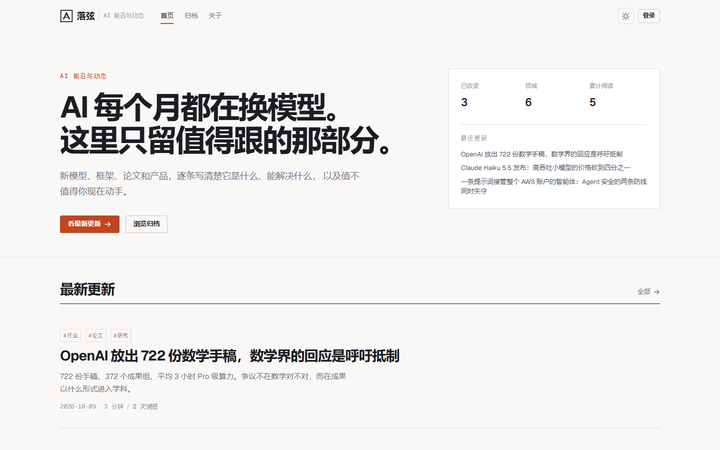 落弦 AI 前沿与动态 首页 归档 关于 登录
AI 前沿与动态
AI 每个月都在换模型。
这里只留值得跟的那部分。
新模型、框架、论文和产品，逐条写清楚它是什么、能解决什么， 以及值不
值得你现在动手。
看最新更新 →
浏览归档
已收录 领域 累计阅读
3 6 5
最近更新
OpenAI 放出 722 份数学手稿，数学界的回应是呼吁抵制
Claude Haiku 5.5 发布：高吞吐小模型的价格砍到四分之一
一条提示词接管整个 AWS 账户的智能体：Agent 安全的两条防线
同时失守
最新更新
全部 →
#行业 #论文 #研究
OpenAI 放出 722 份数学手稿，数学界的回应是呼吁抵制
722 份手稿、372 个成果组、平均 3 小时 Pro 级算力。争议不在数学对不对，而在成果
以什么形式进入学科。
2026-10-09 3 分钟 / 2 次浏览